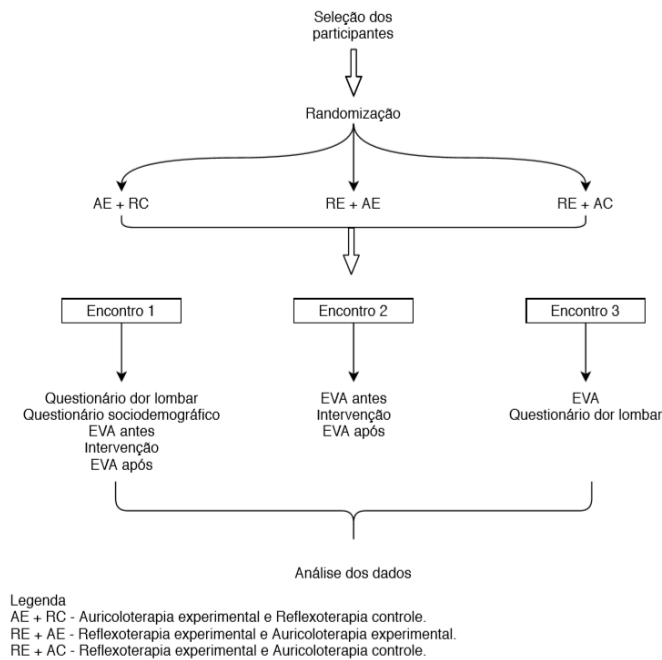 Seleção dos
participantes
Randomização
AE + RC
RE + AE
RE + AC
Encontro 1
Encontro 2
Encontro 3
Questionário dor lombar
Questionário sociodemográfico
EVA antes
Intervenção
EVA após
EVA antes
Intervenção
EVA após
EVA
Questionário dor lombar
Análise dos dados
Legenda
AE + RC - Auricoloterapia experimental e Reflexoterapia controle.
RE + AE - Reflexoterapia experimental e Auricoloterapia experimental.
RE + AC - Reflexoterapia experimental e Auricoloterapia controle.